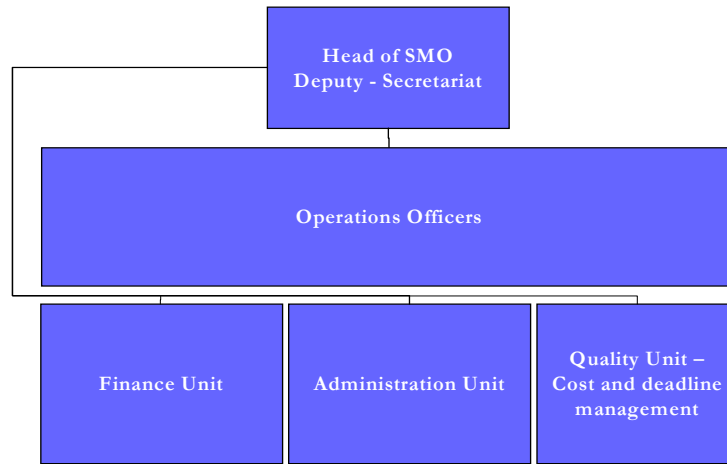 Head of SMO
Deputy - Secretariat
Operations Officers
Finance Unit
Administration Unit
Quality Unit –
Cost and deadline
management